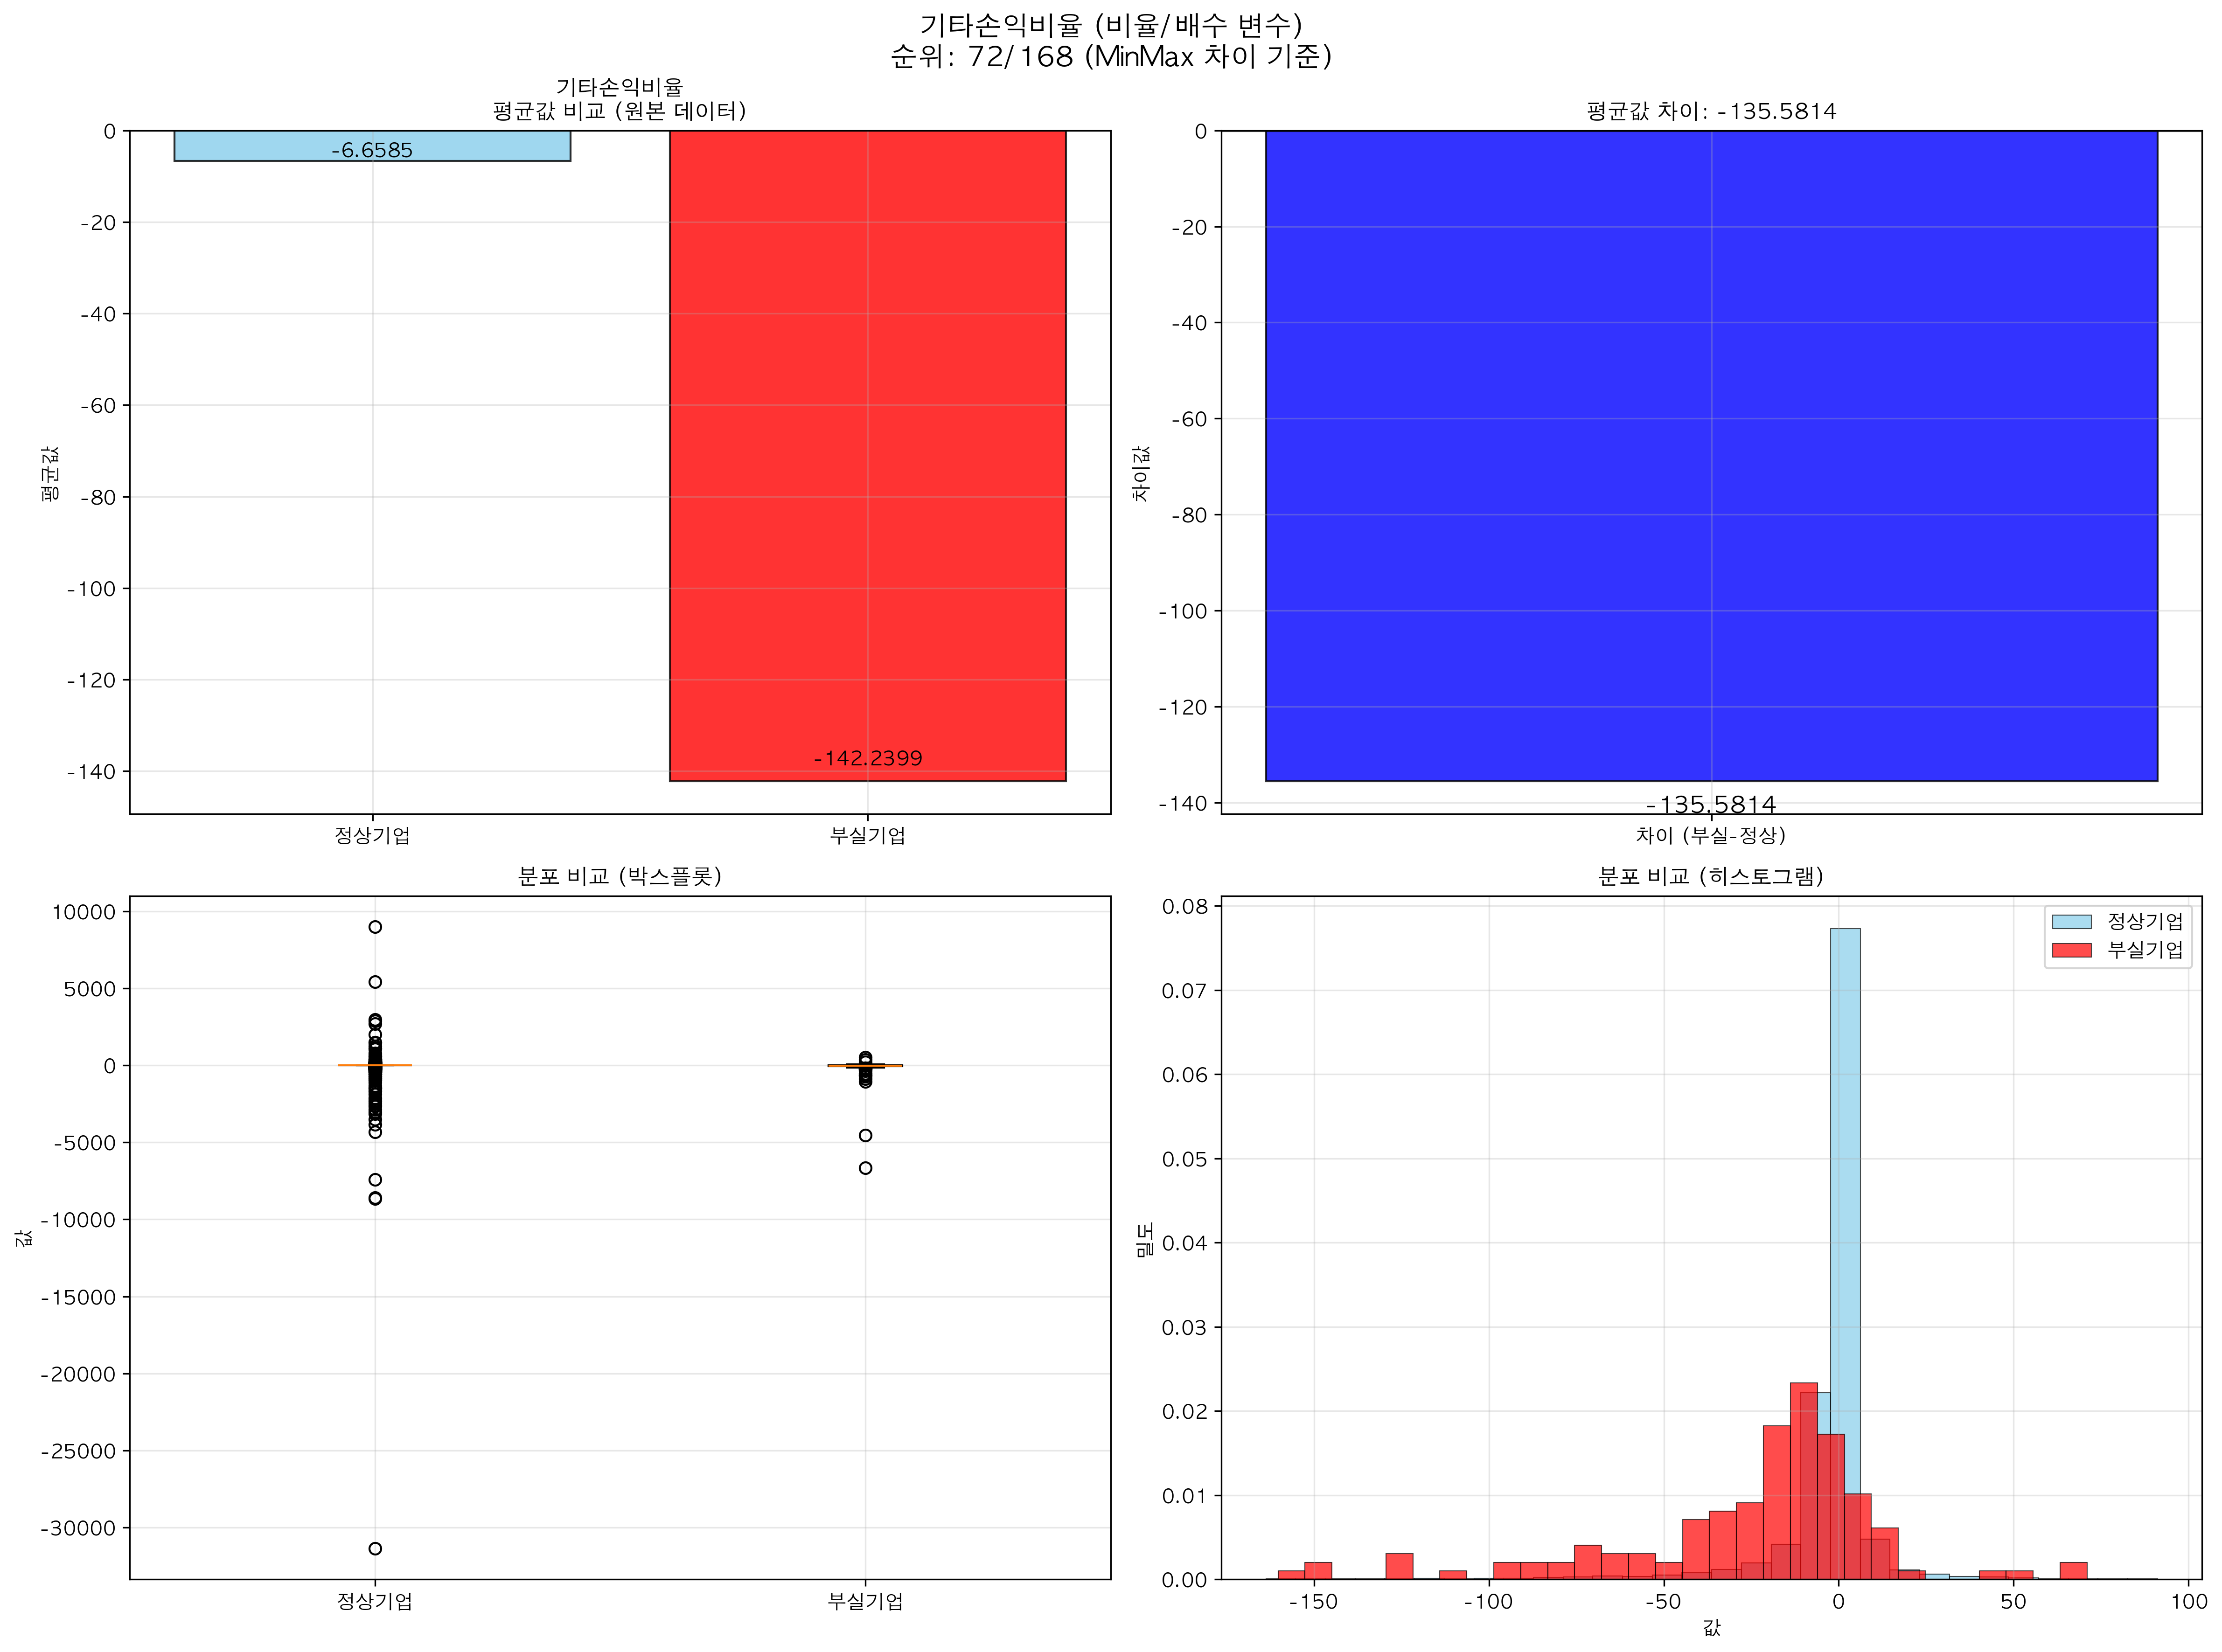 기타손익비율 (비율/배수 변수)
순위: 72/168 (MinMax 차이 기준)
기타손익비율
평균값 비교 (원본 데이터)
0
-20
-40
-60
-80
-100
-120
-140
평균값
-6.6585
-142.2399
정상기업
부실기업
평균값 차이: -135.5814
0
-20
-40
-60
-80
-100
-120
-140
차이값
-135.5814
차이 (부실-정상)
분포 비교 (박스플롯)
10000
5000
0
-5000
-10000
-15000
-20000
-25000
-30000
값
정상기업
부실기업
분포 비교 (히스토그램)
0.08
0.07
0.06
0.05
0.04
0.03
0.02
0.01
0.00
밀도
정상기업
부실기업
-150
-100
-50
0
50
100
값